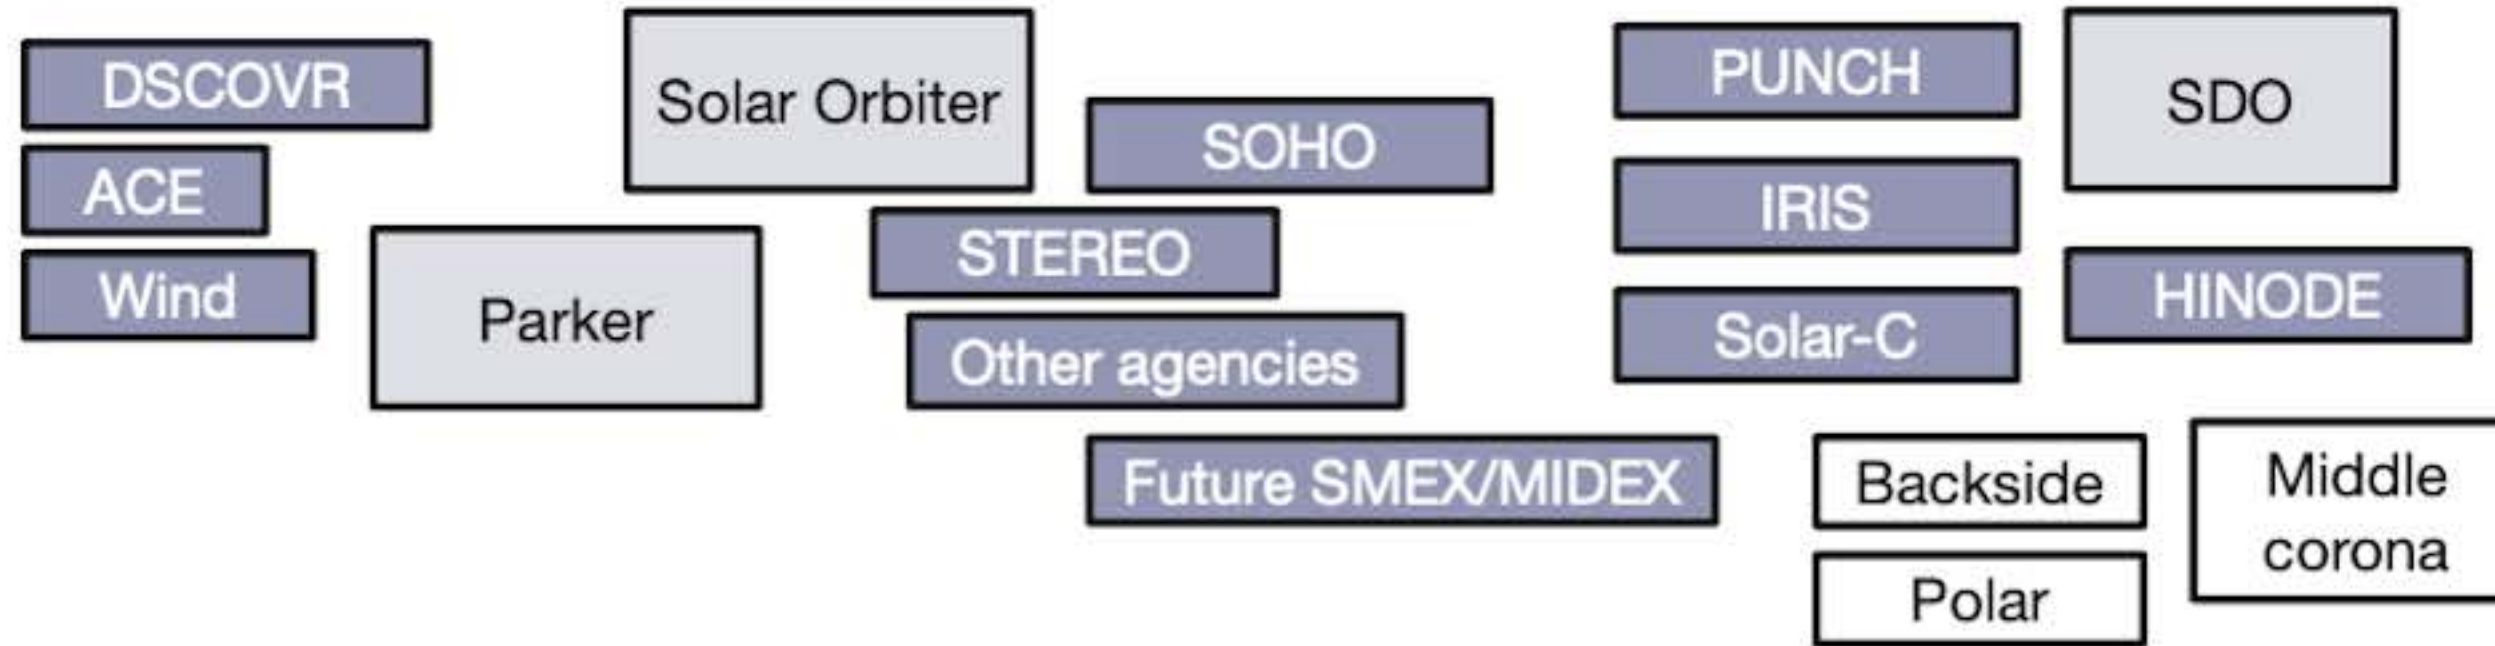 DSCOVR
ACE
Wind
Solar Orbiter
Parker
SOHO
STEREO
Other agencies
Future SMEX/MIDEX
PUNCH
IRIS
Solar-C
SDO
HINODE
Backside
Polar
Middle
corona